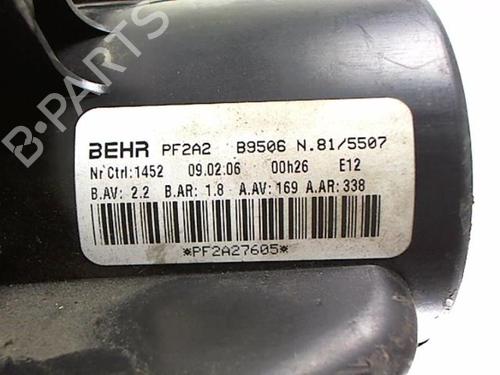 B-PARTS
BEHR PF2A2 B9506 N.81/5507
Nr Ctrl:1452 09.02.06 00h26 E12
B.AV: 2.2 B.AR: 1.8 A.AV: 169 A.AR: 338
*PF2A27605*